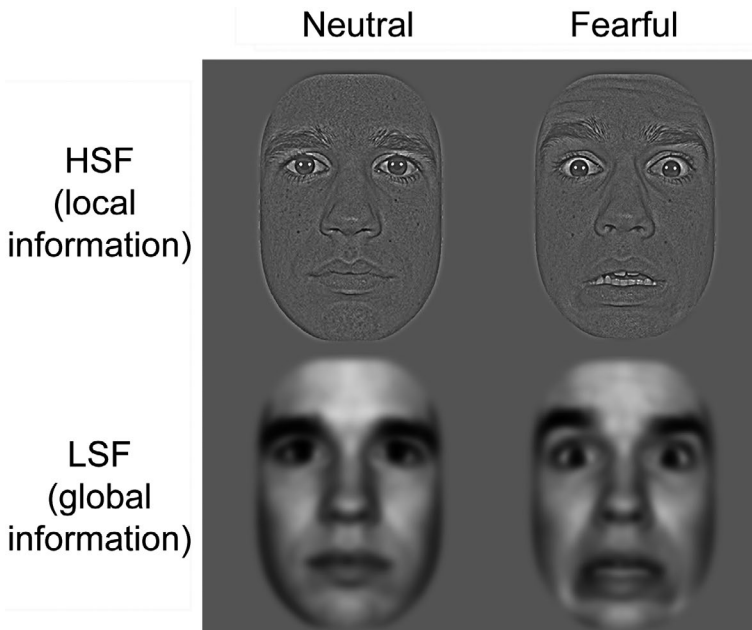 Neutral
Fearful
HSF
(local
information)
LSF
(global
information)